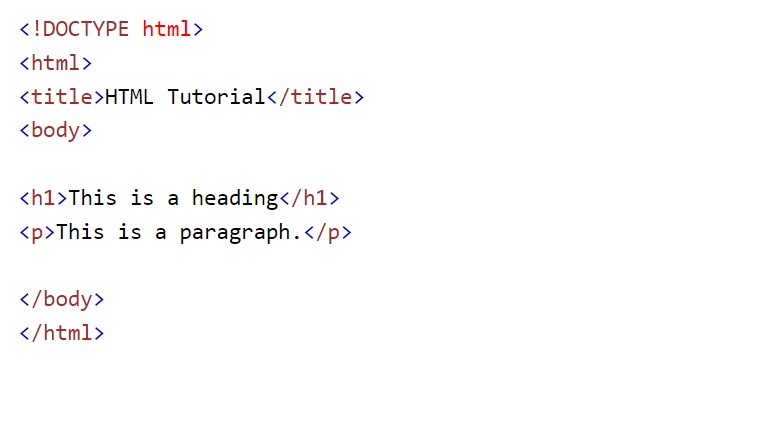 <!DOCTYPE html>
<html>
<title>HTML Tutorial</title>
<body>

<h1>This is a heading</h1>
<p>This is a paragraph.</p>

</body>
</html>